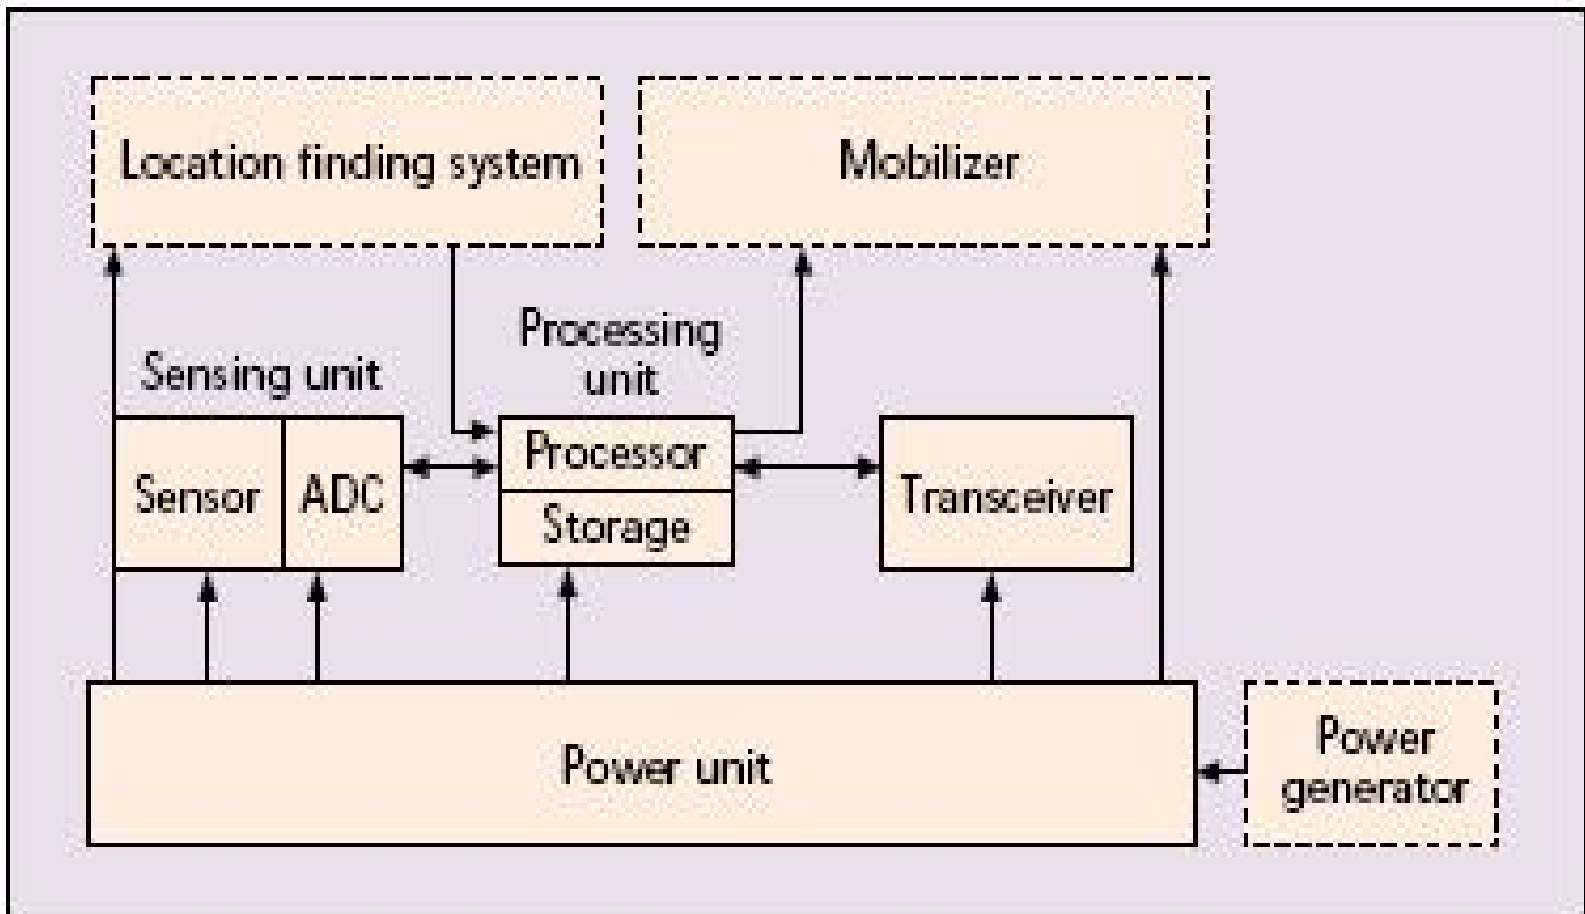 Location finding system
Mobilizer
Processing
unit
Sensing unit
Sensor
ADC
Processor
Storage
Transceiver
Power unit
Power
generator